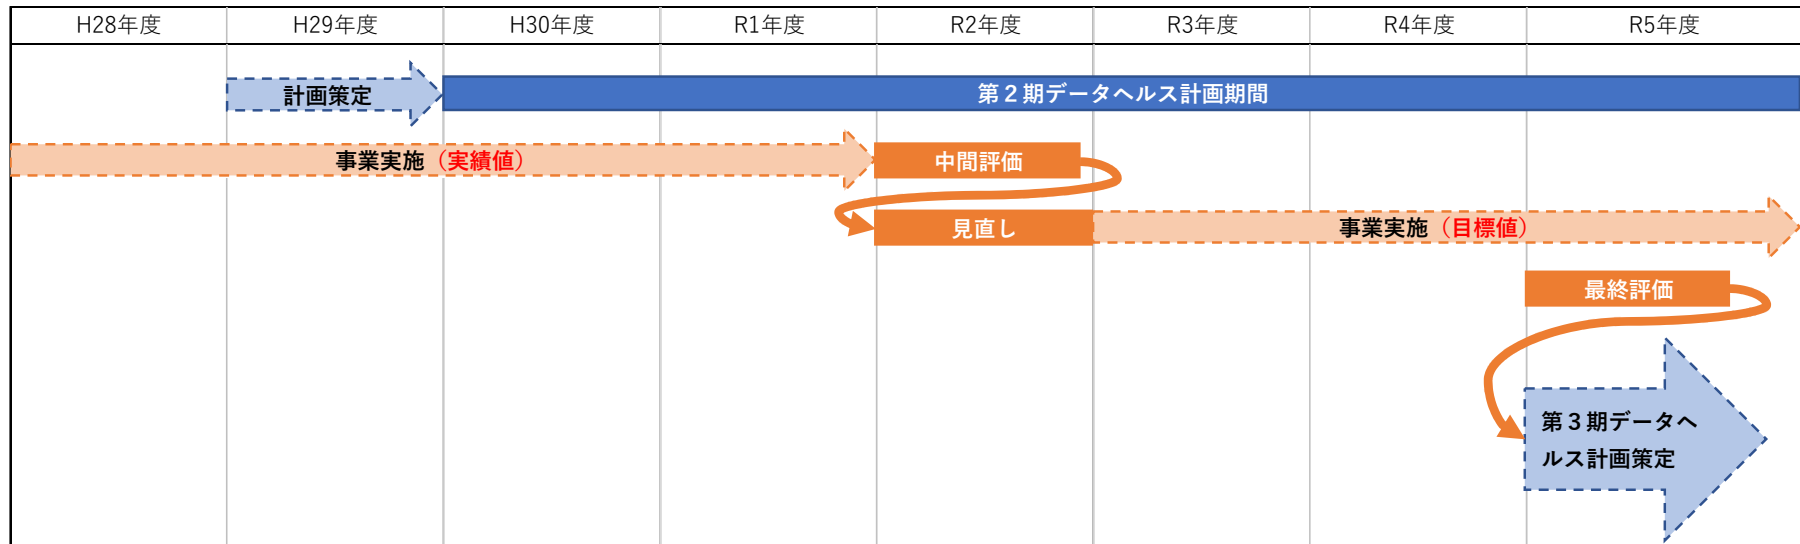 H28年度
H29年度
H30年度
R1年度
R2年度
R3年度
R4年度
R5年度
計画策定
第２期データヘルス計画期間
事業実施（実績値）
中間評価
見直し
事業実施（目標値）
最終評価
第３期データヘ
ルス計画策定